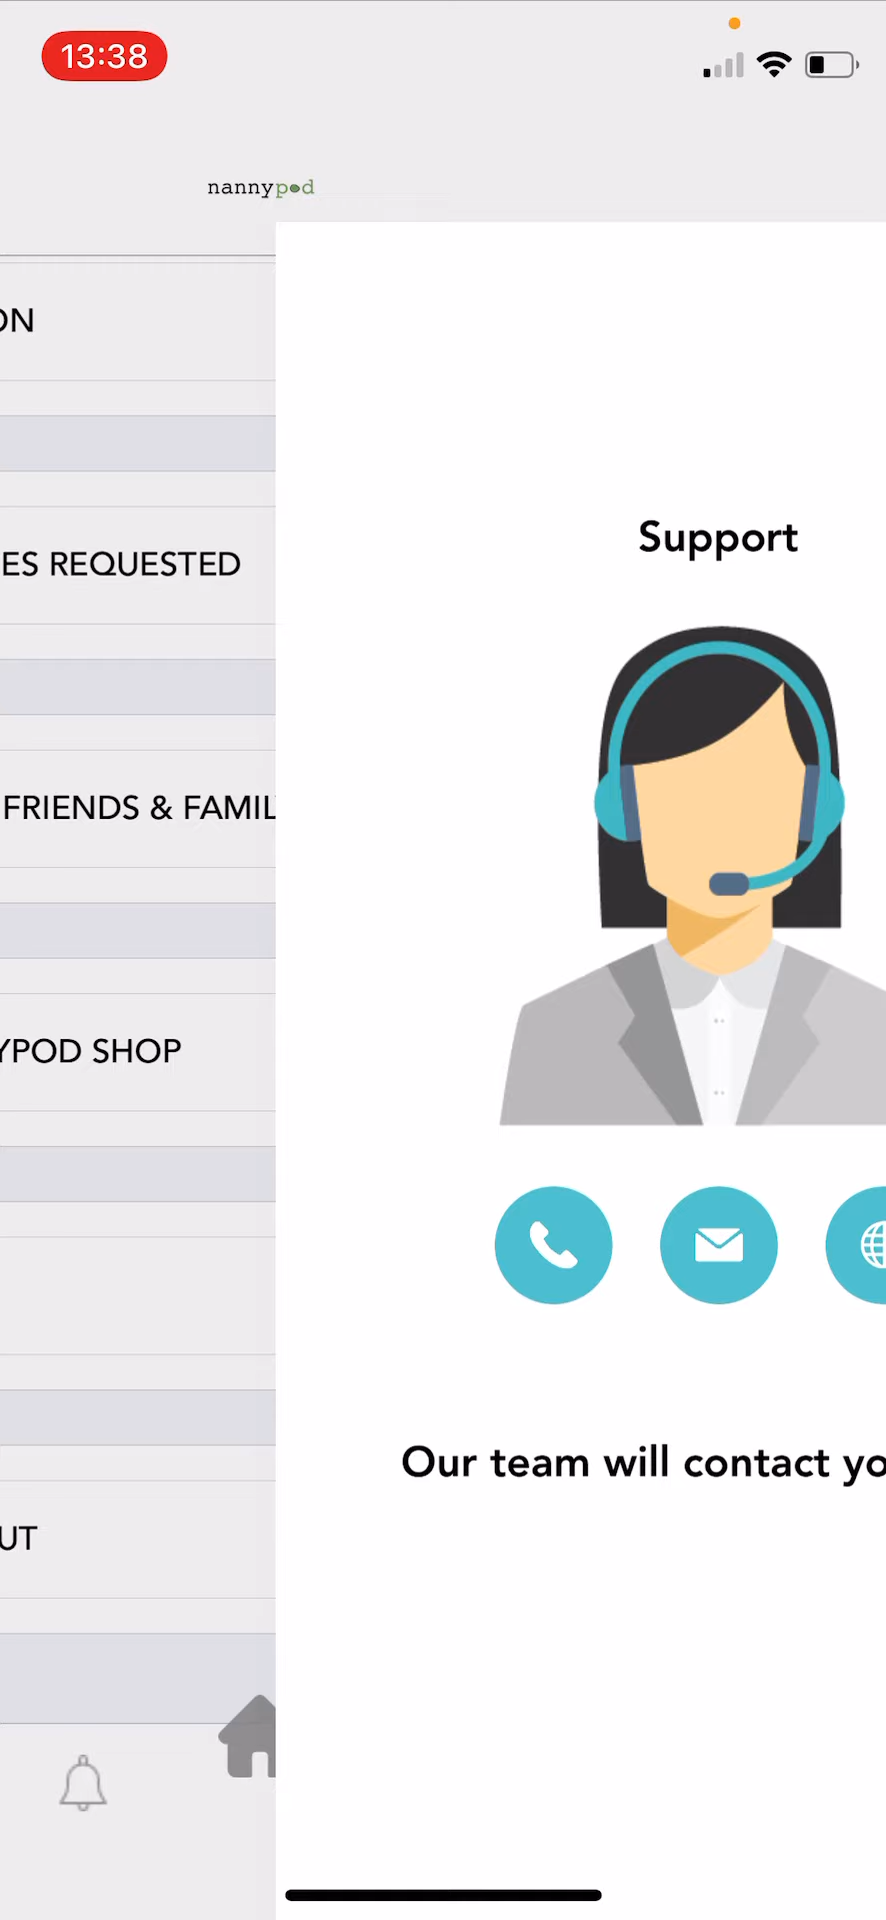 13:38
nannypod
ON
ES REQUESTED
FRIENDS & FAMIL
YPOD SHOP
UT
Support
Our team will contact yo